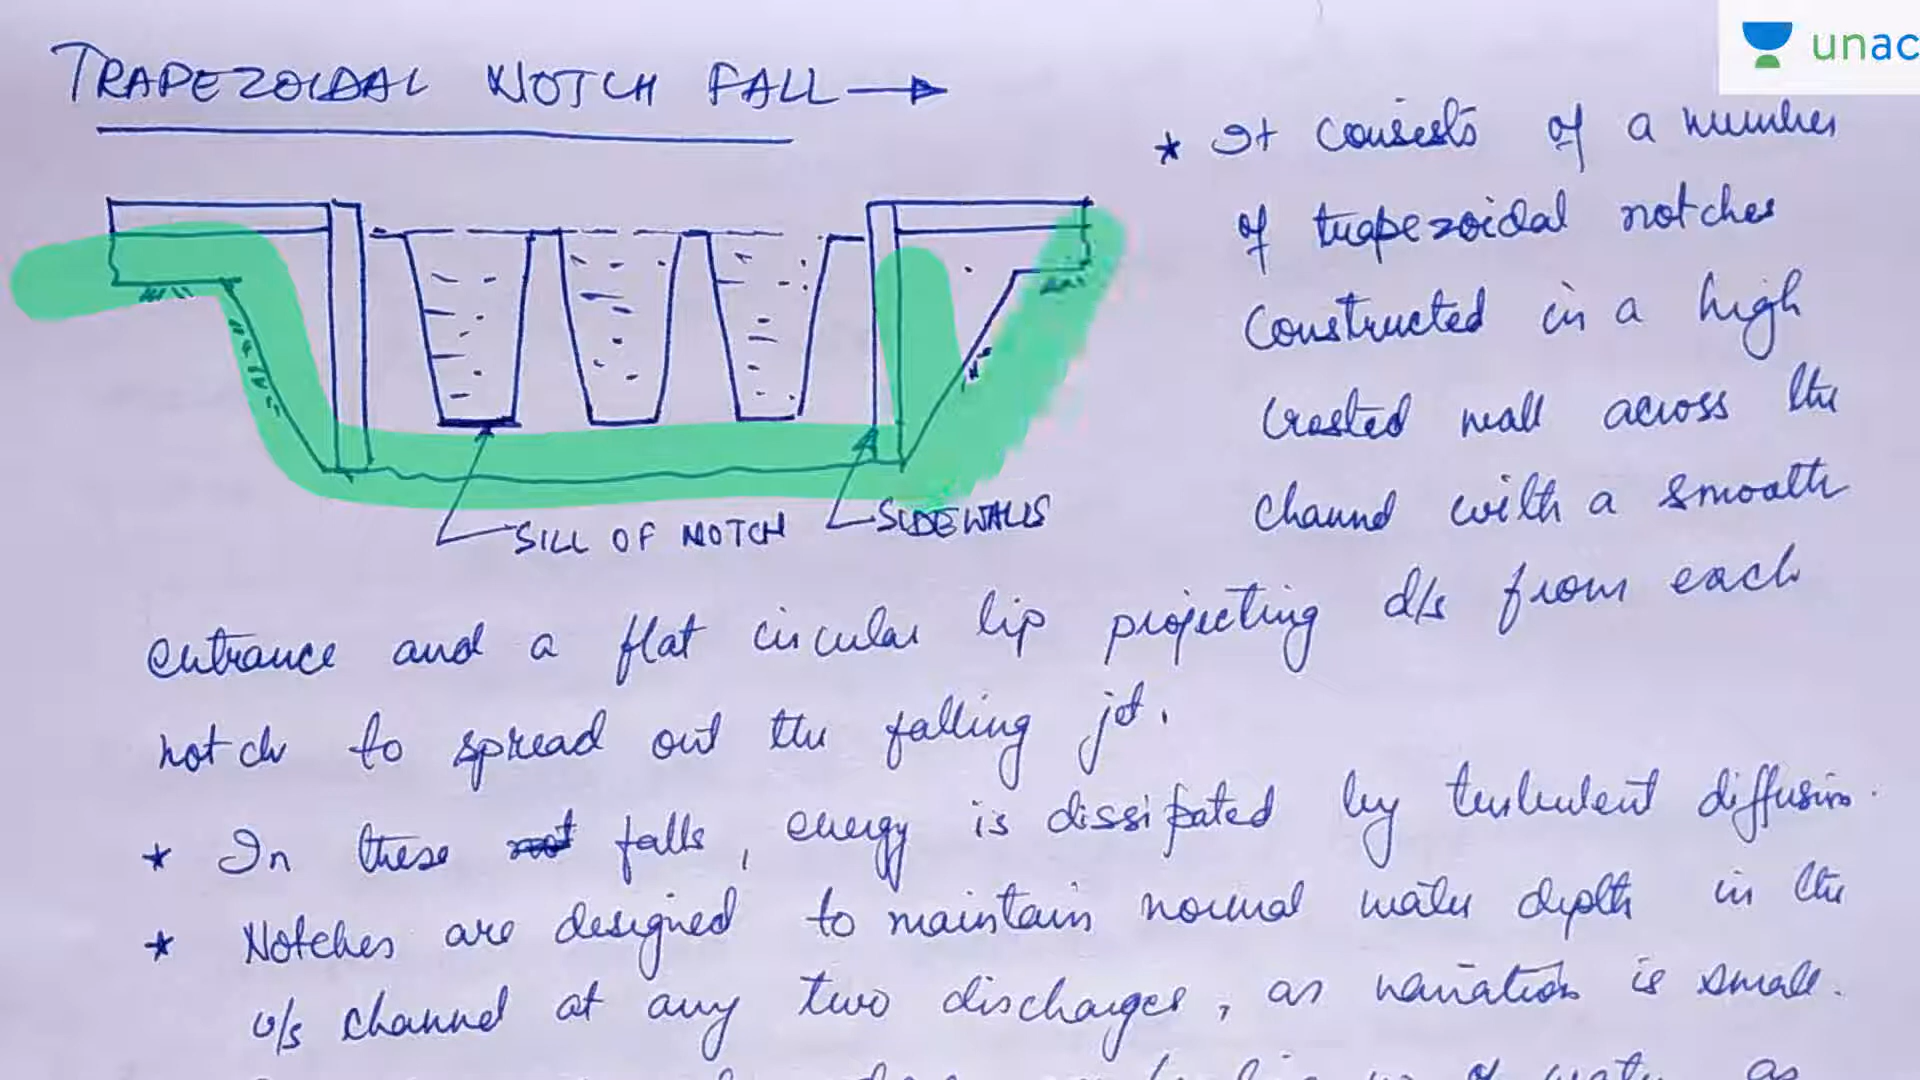 TRAPEZOIDAL NOTCH FALL
unac
* It consists of a number
of trapezoidal notches
constructed in a high
crested wall across the
channel with a smooth
SILL OF NOTCH
SIDEWALLS
entrance and a flat circular lip projecting d/s from each
notch to spread out the falling jet.
* In these falls, energy is dissipated by turbulent diffusion.
* Notches are designed to maintain normal water depth in the
u/s channel at any two discharges, as variation is small.
of water as